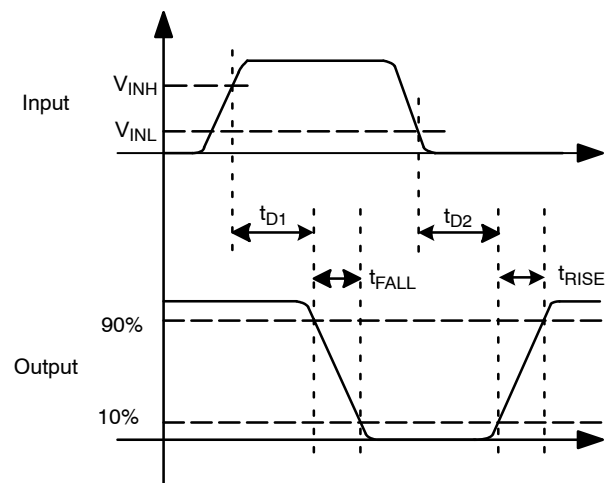 V_INH
Input
V_INL
t_D1
t_D2
t_FALL
t_RISE
90%
Output
10%